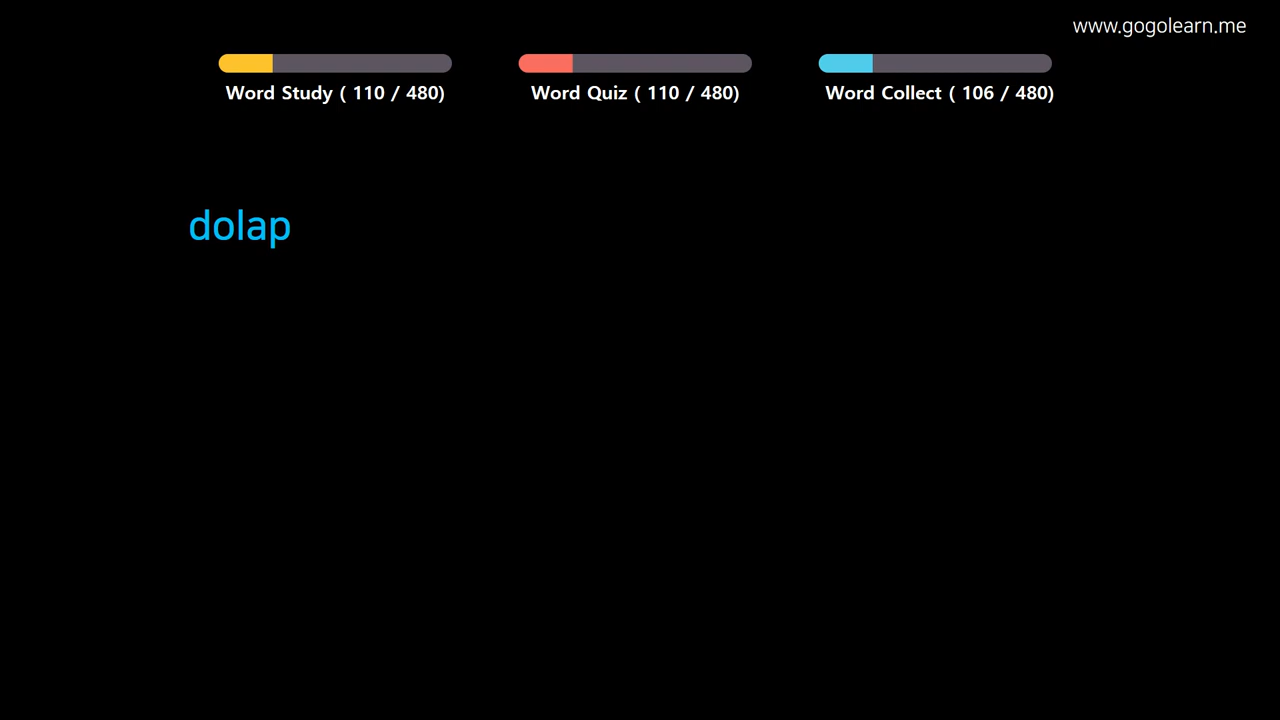 www.gogolearn.me
Word Study ( 110 / 480)
Word Quiz ( 110 / 480)
Word Collect ( 106 / 480)
dolap